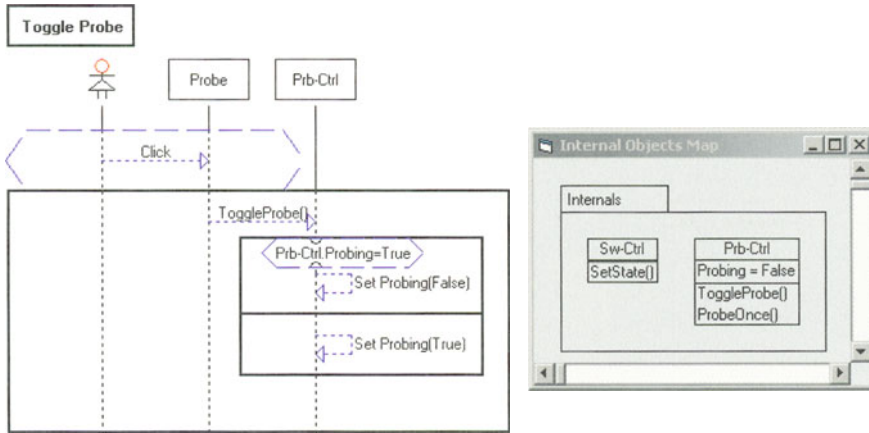 Toggle Probe
Probe
Prb-Ctrl
Click
ToggleProbe()
Prb-Ctrl.Probing=True
Set Probing(False)
Set Probing(True)
Internal Objects Map
Internals
Sw-Ctrl
SetState()
Prb-Ctrl
Probing = False
ToggleProbe()
ProbeOnce()